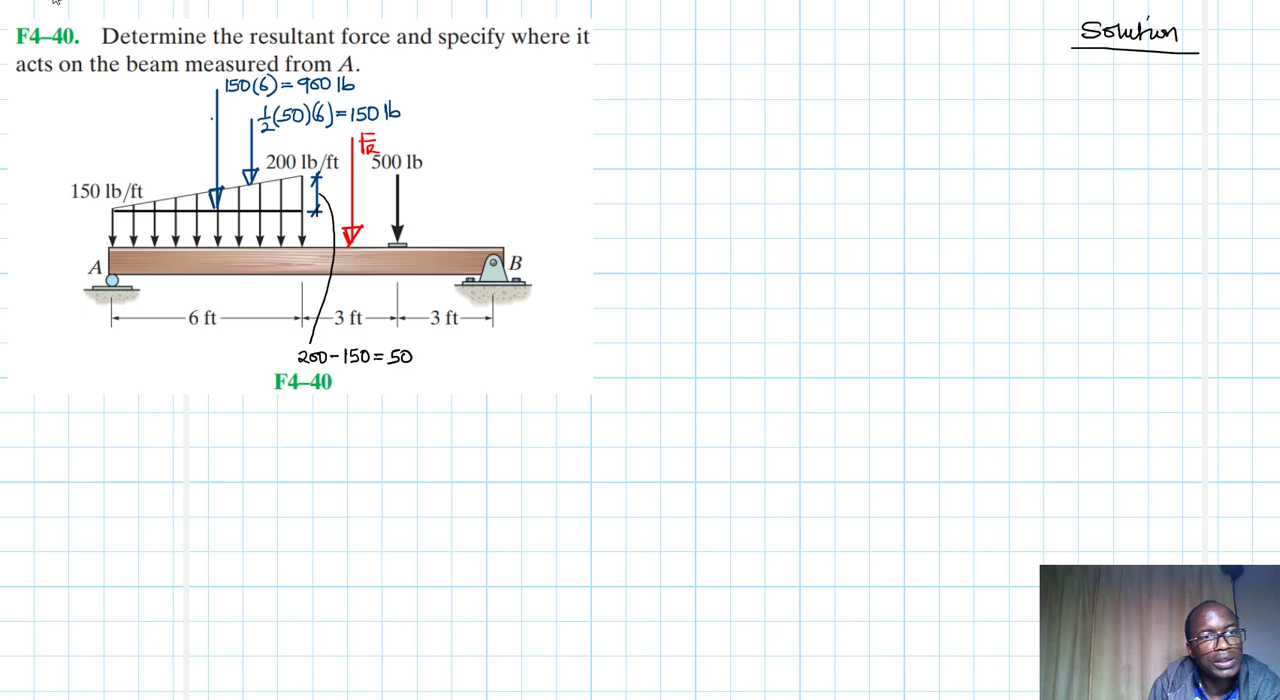 F4–40. Determine the resultant force and specify where it
acts on the beam measured from A.
Solution
150(6) = 900 lb
1/2(50)(6) = 150 lb
FR
200 lb/ft
500 lb
150 lb/ft
A
B
6 ft
3 ft
3 ft
200 - 150 = 50
F4–40